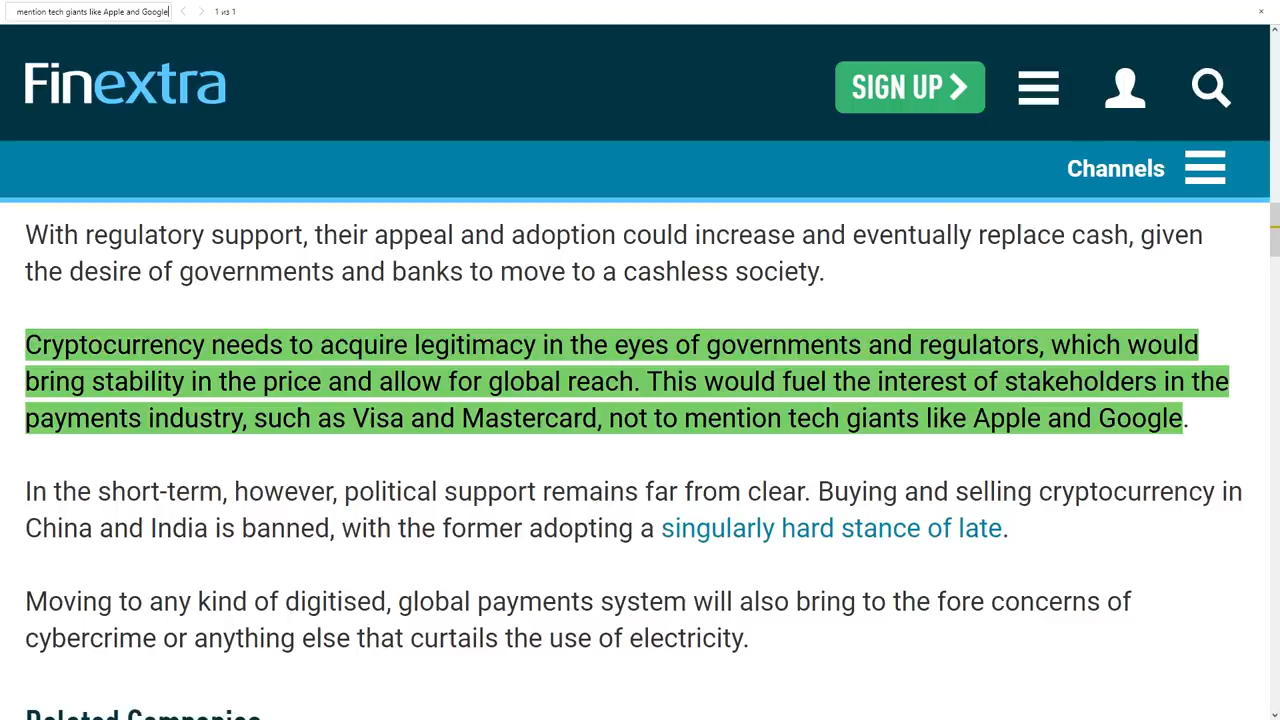 mention tech giants like Apple and Google
1 из 1
Finextra
SIGN UP
Channels
With regulatory support, their appeal and adoption could increase and eventually replace cash, given
the desire of governments and banks to move to a cashless society.
Cryptocurrency needs to acquire legitimacy in the eyes of governments and regulators, which would
bring stability in the price and allow for global reach. This would fuel the interest of stakeholders in the
payments industry, such as Visa and Mastercard, not to mention tech giants like Apple and Google.
In the short-term, however, political support remains far from clear. Buying and selling cryptocurrency in
China and India is banned, with the former adopting a singularly hard stance of late.
Moving to any kind of digitised, global payments system will also bring to the fore concerns of
cybercrime or anything else that curtails the use of electricity.
Related Companies